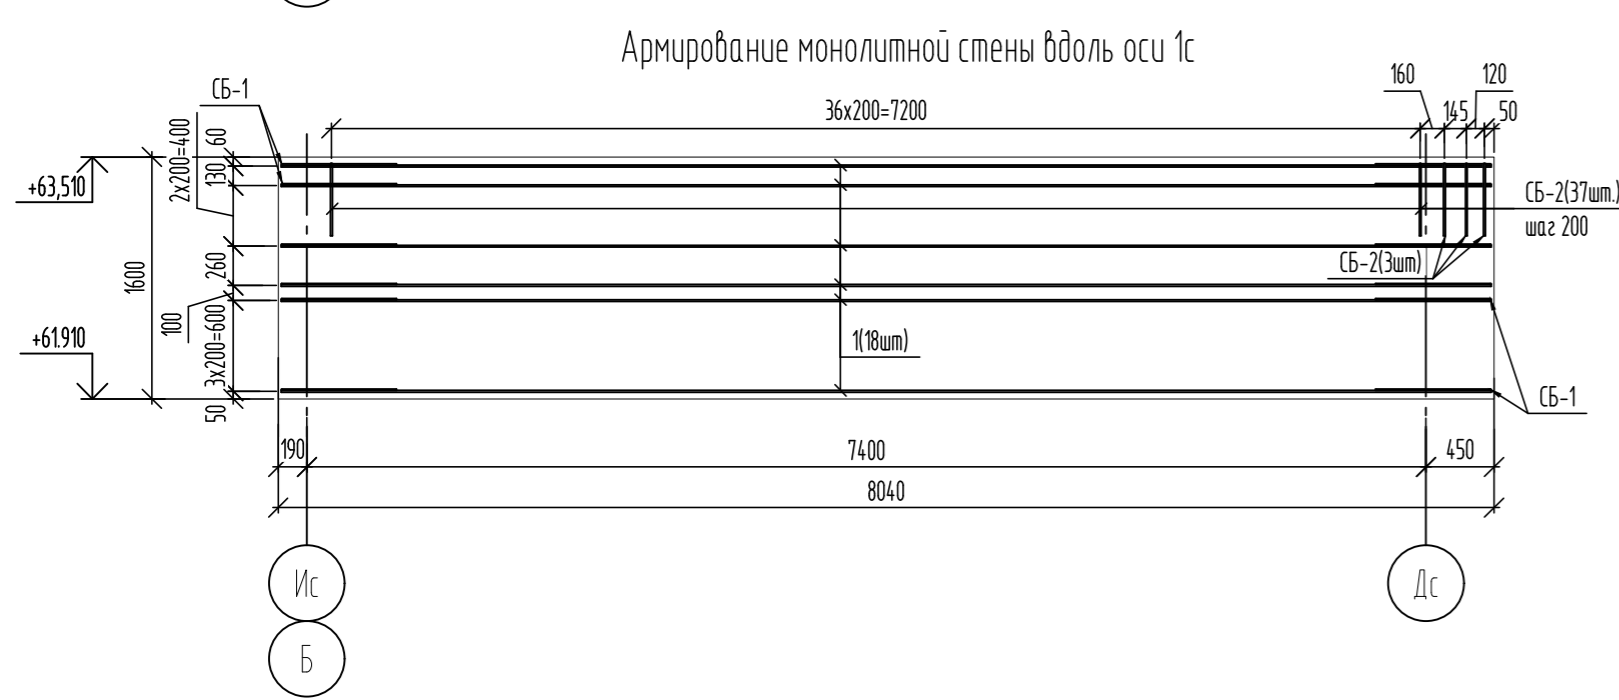 Армирование монолитной стены вдоль оси 1с
СБ-1
36х200=7200
160
120
145
50
2х200=400
60
130
+63,510
СБ-2(37шт.)
шаг 200
СБ-2(3шт)
1600
260
100
3х200=600
50
+61.910
1(18шт)
СБ-1
190
7400
450
8040
Ис
Дс
Б